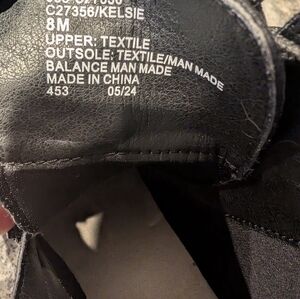 C27356/KELSIE
8M
UPPER: TEXTILE
OUTSOLE: TEXTILE/MAN MADE
BALANCE MAN MADE
MADE IN CHINA
453 05/24